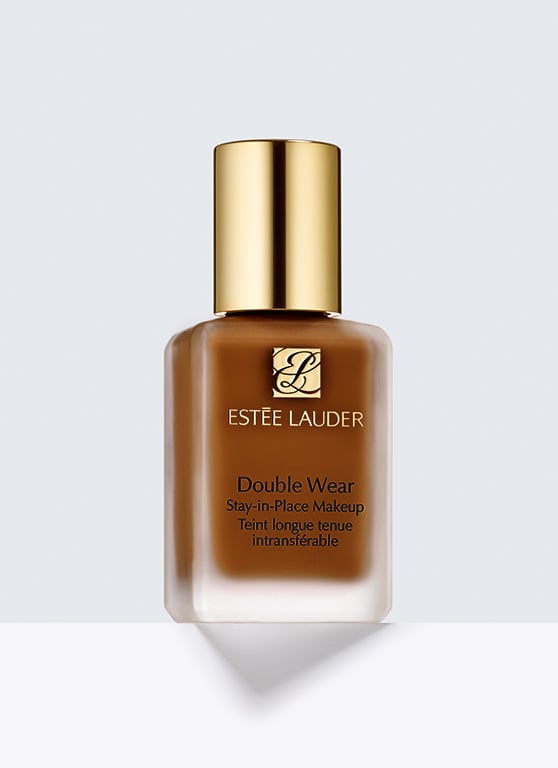 ESTĒE LAUDER
Double Wear
Stay-in-Place Makeup
Teint longue tenue
intransférable